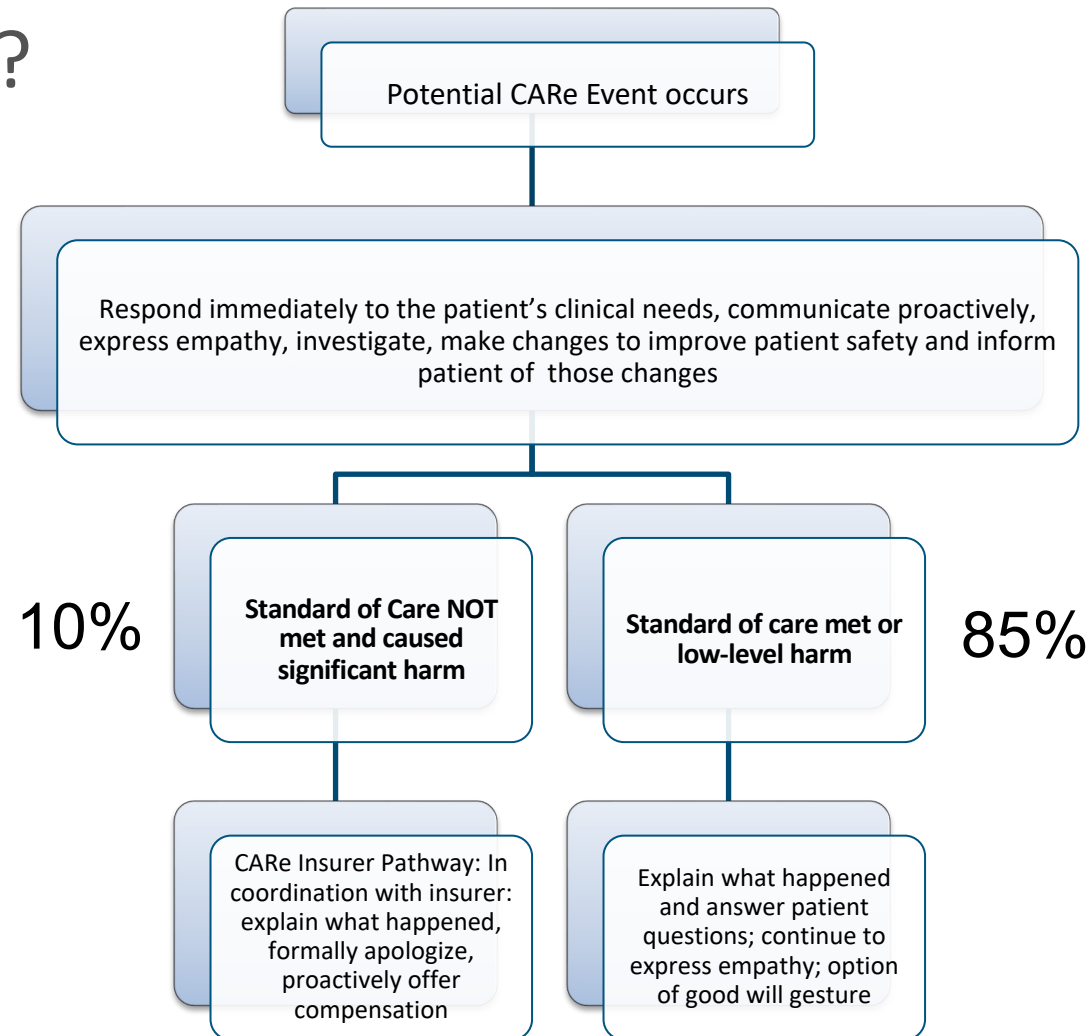 ?
Potential CARe Event occurs
Respond immediately to the patient’s clinical needs, communicate proactively,
express empathy, investigate, make changes to improve patient safety and inform
patient of those changes
10%
Standard of Care NOT
met and caused
significant harm
Standard of care met or
low-level harm
85%
CARe Insurer Pathway: In
coordination with insurer:
explain what happened,
formally apologize,
proactively offer
compensation
Explain what happened
and answer patient
questions; continue to
express empathy; option
of good will gesture